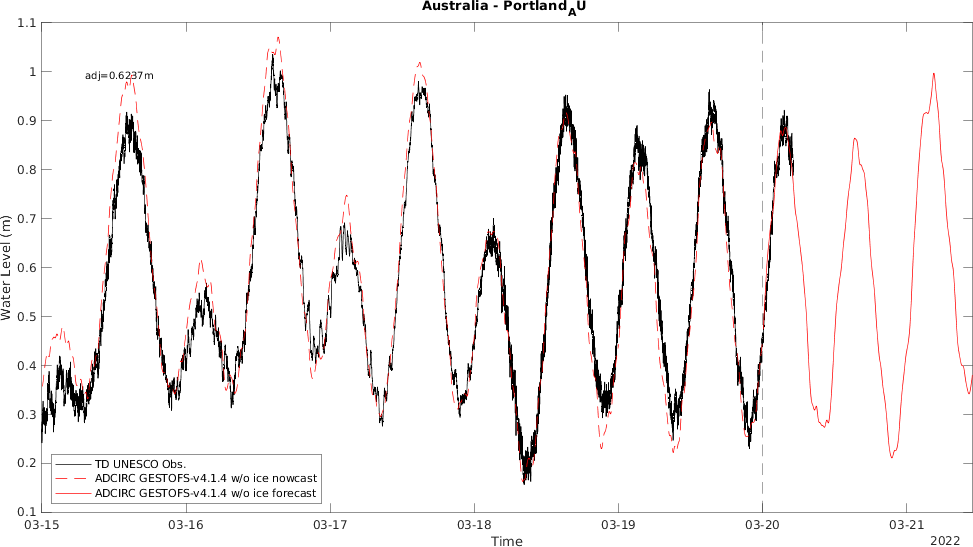 Australia - Portland_AU
1.1
adj=0.6237m
1
0.9
0.8
0.7
0.6
0.5
0.4
0.3
0.2
0.1
Water Level (m)
TD UNESCO Obs.
ADCIRC GESTOFS-v4.1.4 w/o ice nowcast
ADCIRC GESTOFS-v4.1.4 w/o ice forecast
03-15 03-16 03-17 03-18 03-19 03-20 03-21
Time
2022